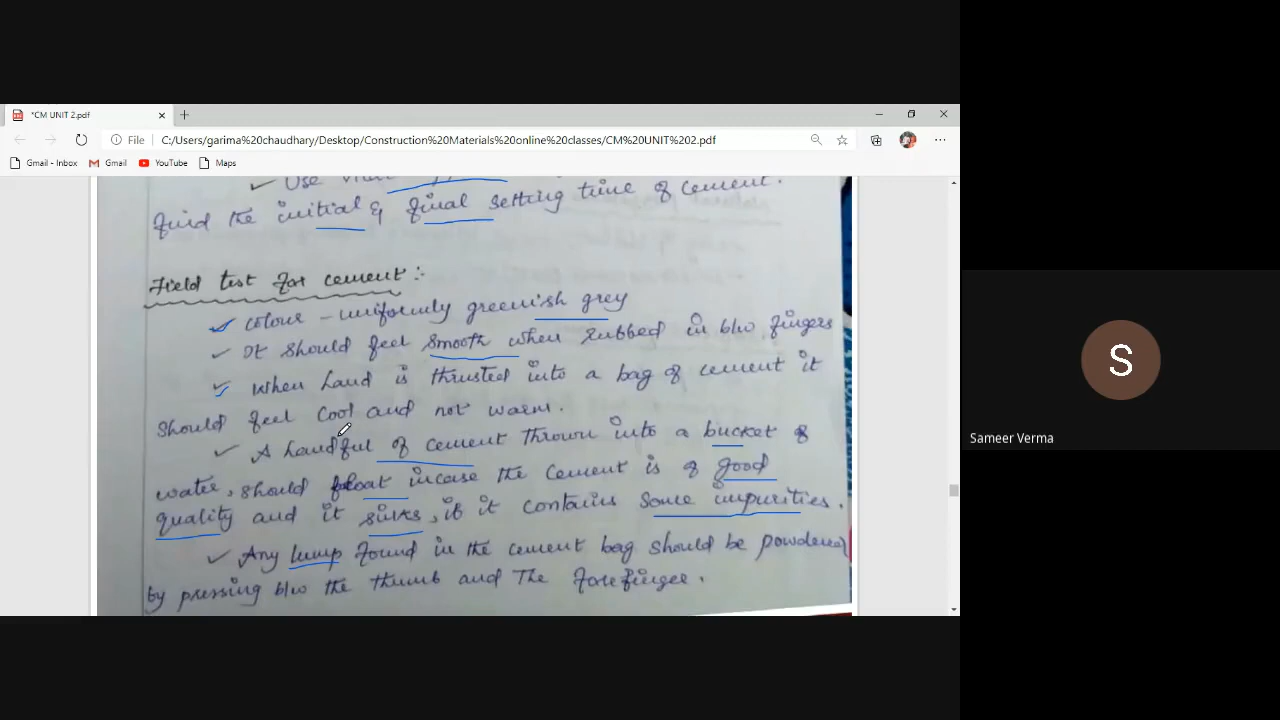 *CM UNIT 2.pdf
File C:/Users/garima%20chaudhary/Desktop/Construction%20Materials%20online%20classes/CM%20UNIT%202.pdf
Gmail - Inbox Gmail YouTube Maps
Use
find the initial & final setting time of cement.
Field test for cement :-
colour - uniformly greenish grey
It should feel smooth when rubbed in b/w. fingers
when hand is thrusted into a bag of cement it
should feel cool and not warm.
A handful of cement thrown into a bucket of
water, should float incase the cement is of good
quality and it sinks, if it contains some impurities.
Any lump found in the cement bag should be powdered
by pressing b/w the thumb and The forefinger.
S
Sameer Verma